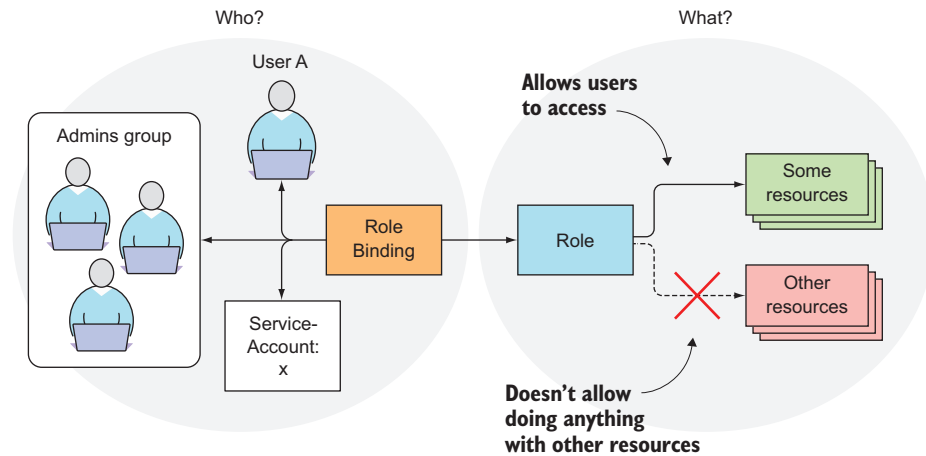 Who?
What?
User A
Allows users
to access
Admins group
Some
resources
Role
Binding
Role
Other
resources
Service-
Account:
x
Doesn’t allow
doing anything
with other resources